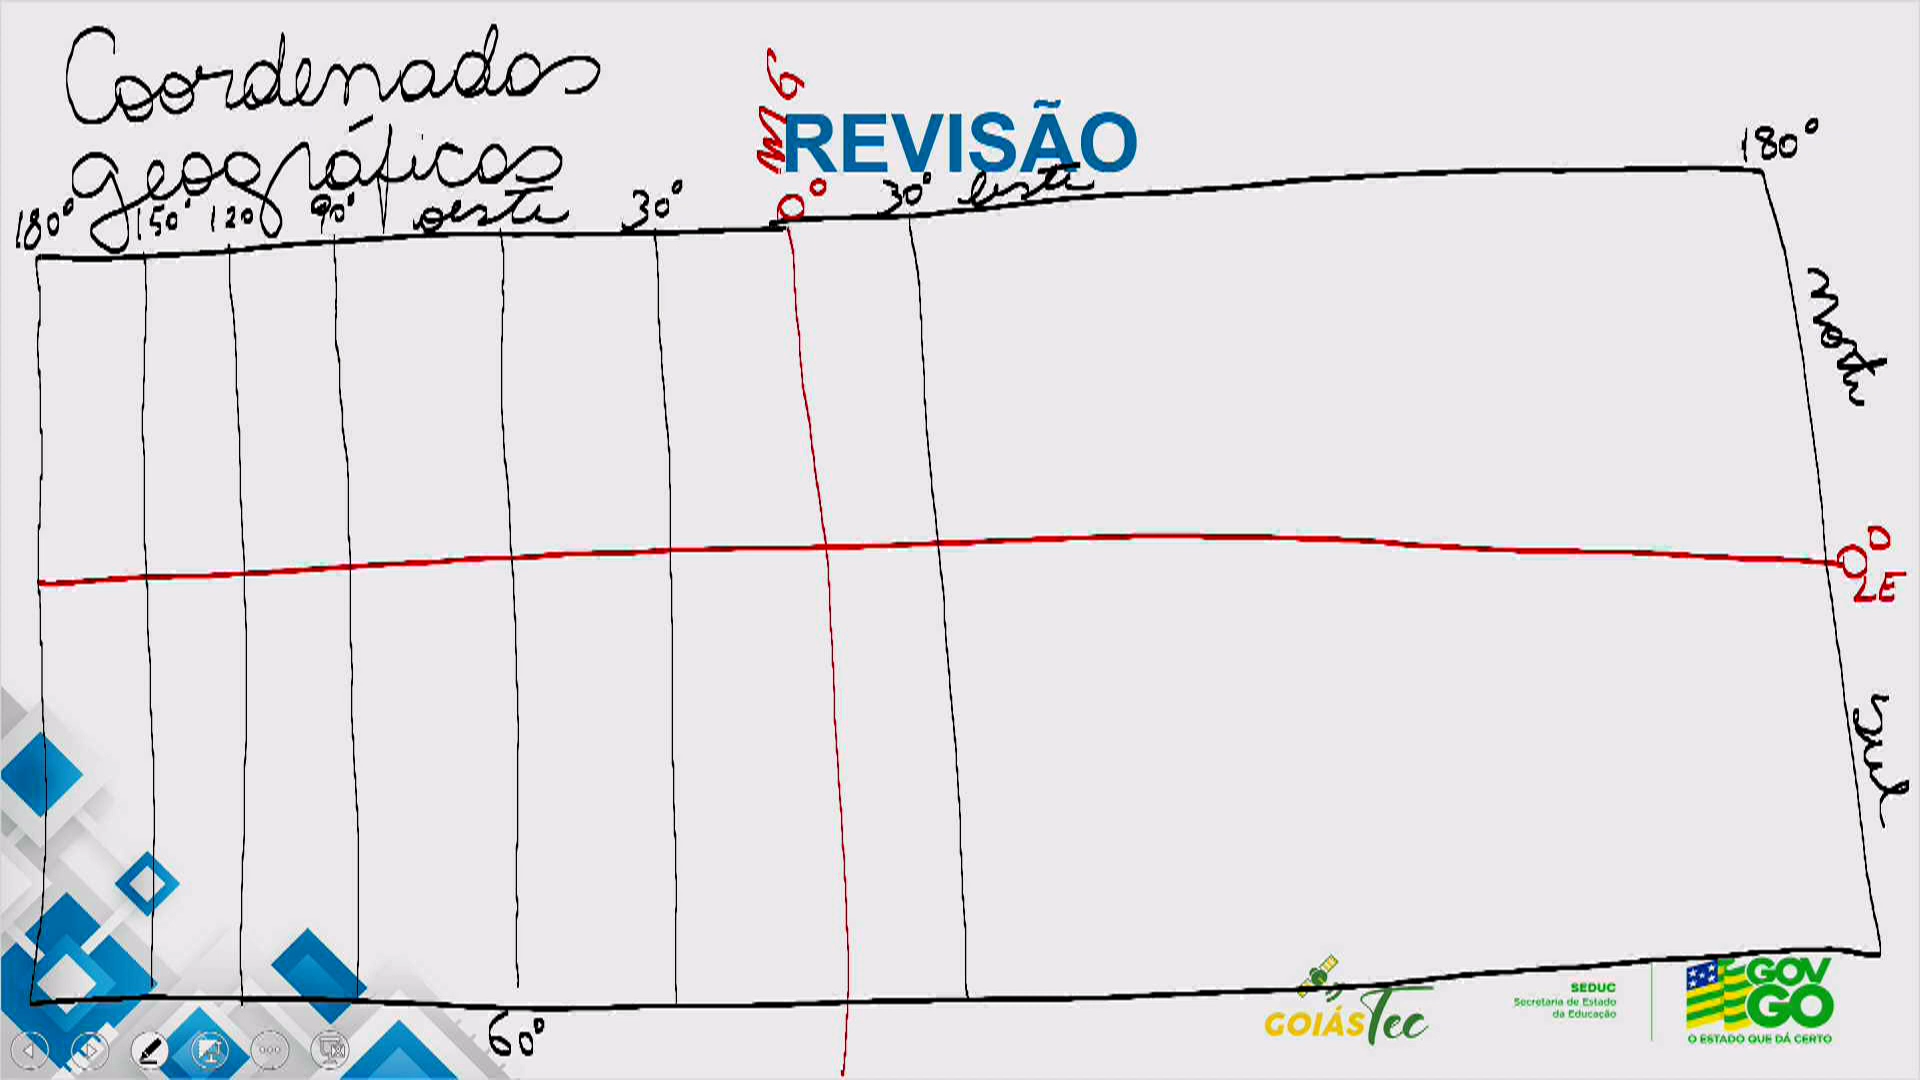 Coordenadas
geográficas
REVISÃO
MG
180° 150° 120 90° oeste 30° 0° 30° leste 180°
norte
0°
LE
sul
60°
GOIÁSTec
SEDUC
Secretaria de Estado
da Educação
GOV
GO
O ESTADO QUE DÁ CERTO